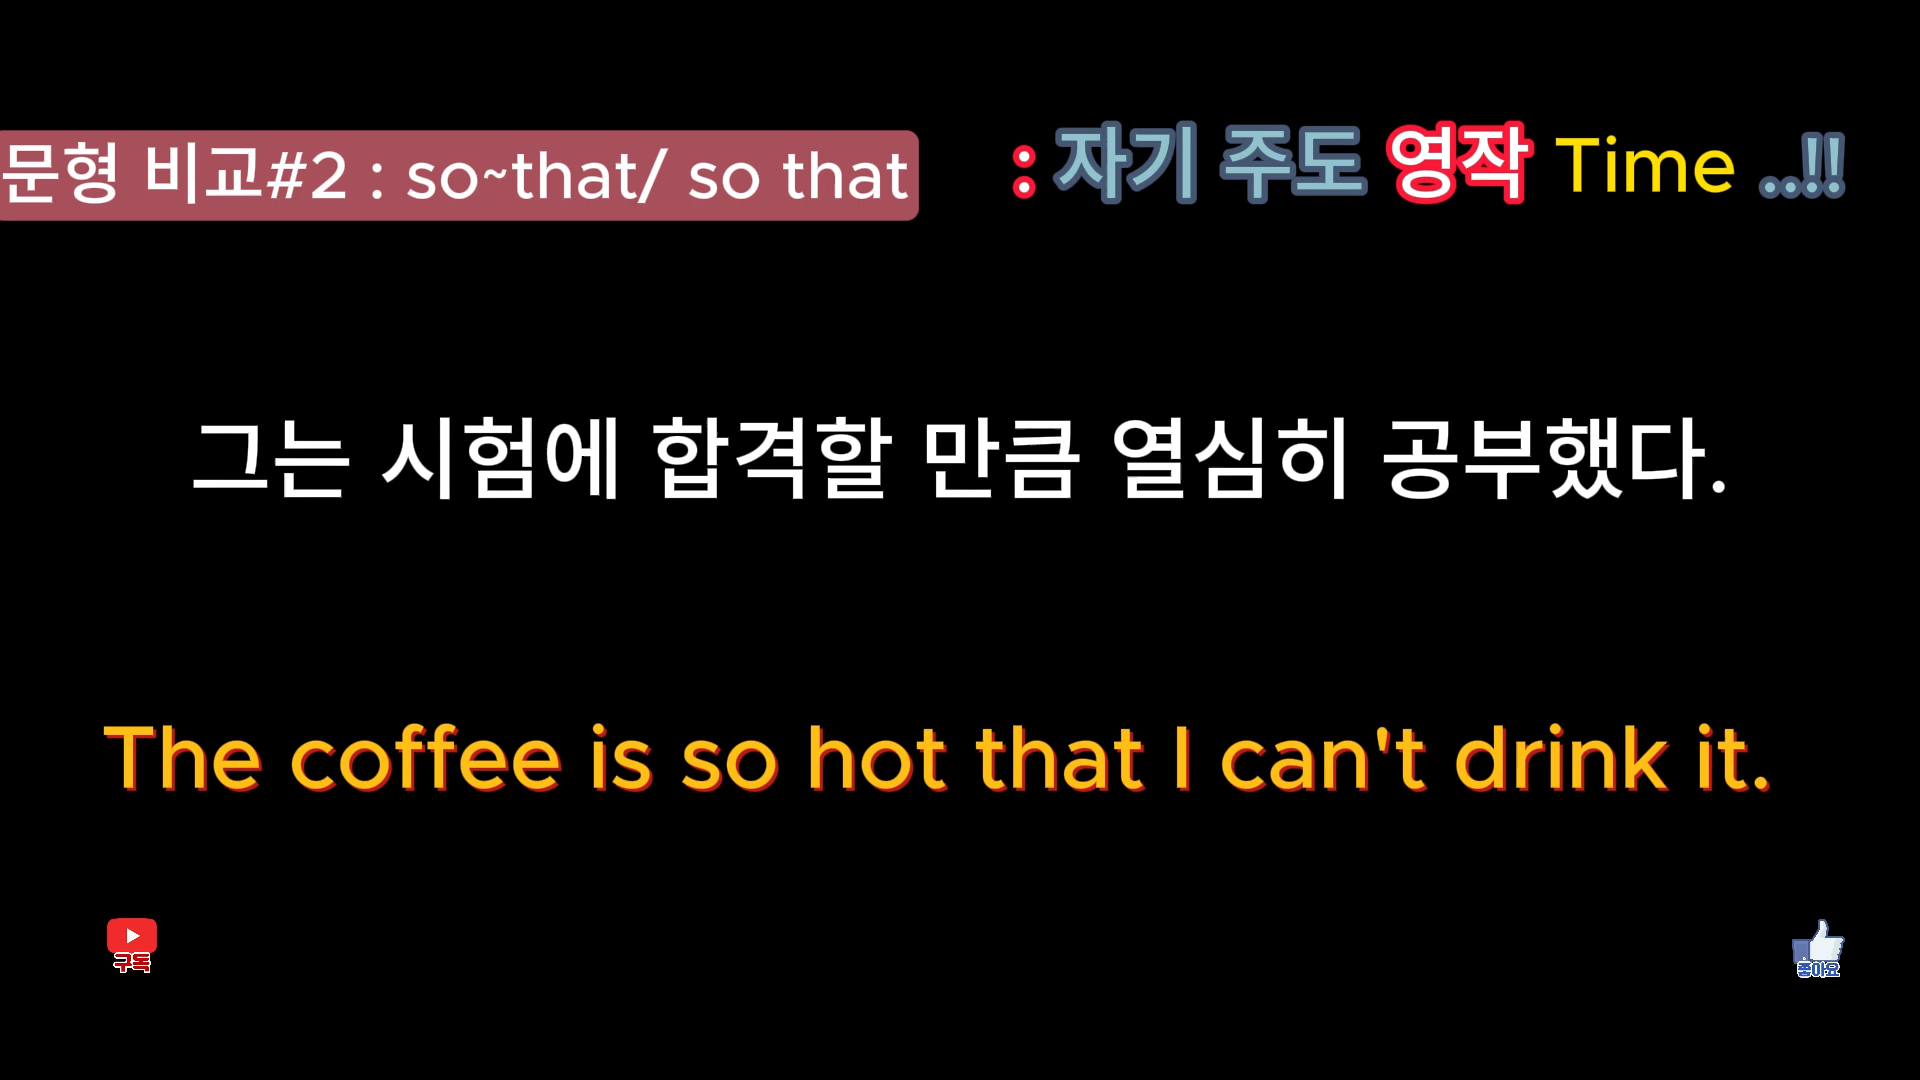 문형 비교#2 : so~that/ so that
: 자기 주도 영작 Time ..!!
그는 시험에 합격할 만큼 열심히 공부했다.
The coffee is so hot that I can't drink it.
구독
좋아요